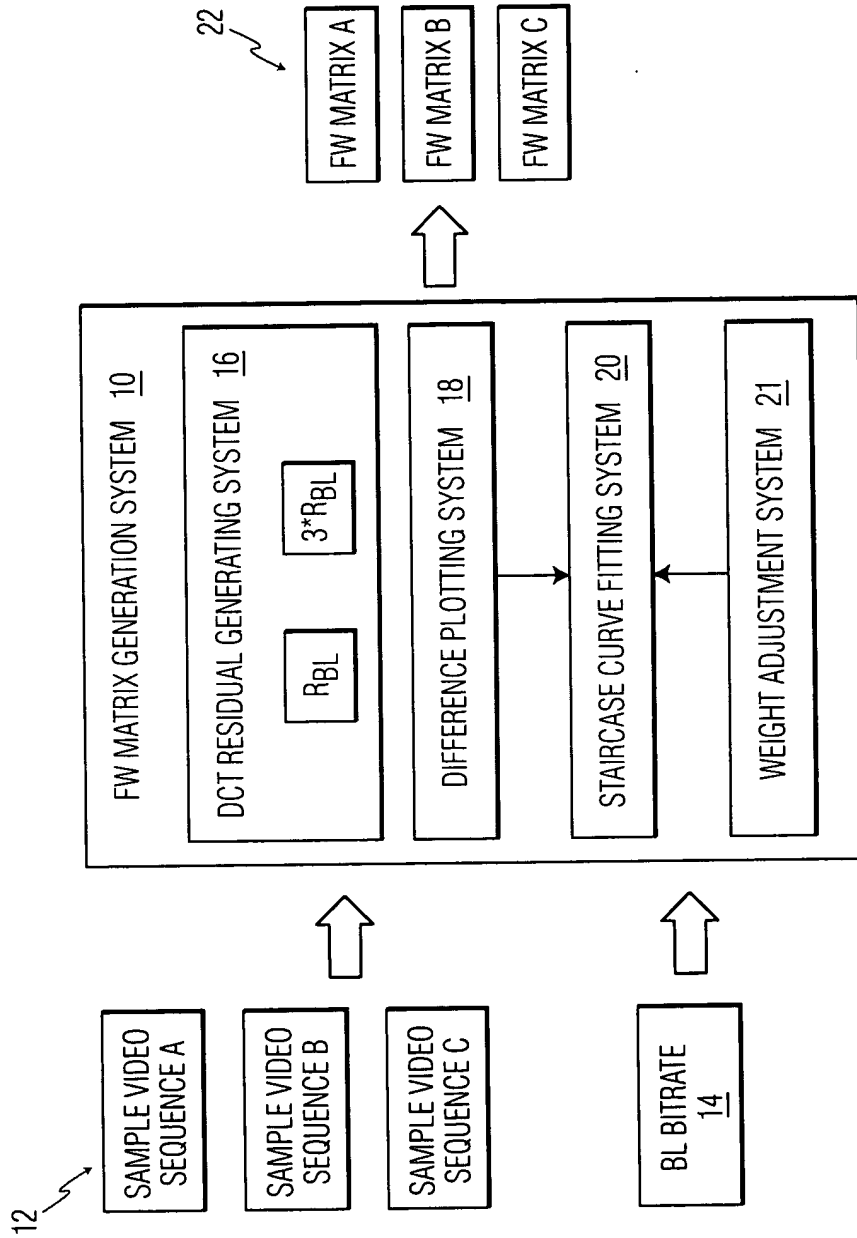 12
SAMPLE VIDEO
SEQUENCE A
SAMPLE VIDEO
SEQUENCE B
SAMPLE VIDEO
SEQUENCE C
BL BITRATE
14
FW MATRIX GENERATION SYSTEM 10
DCT RESIDUAL GENERATING SYSTEM 16
RBL
3*RBL
DIFFERENCE PLOTTING SYSTEM 18
STAIRCASE CURVE FITTING SYSTEM 20
WEIGHT ADJUSTMENT SYSTEM 21
22
FW MATRIX A
FW MATRIX B
FW MATRIX C